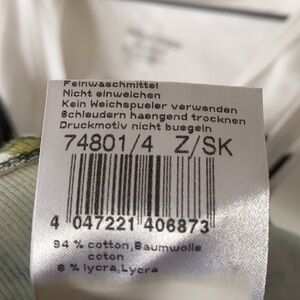 Feinwaschmittel
Nicht einweichen
Kein Weichspueler verwenden
Schleudern haengend trocknen
Druckmotiv nicht buegeln
74801/4 Z/SK
4 047221 406873
94 % cotton,Baumwolle
coton
6 % lycra,Lycra